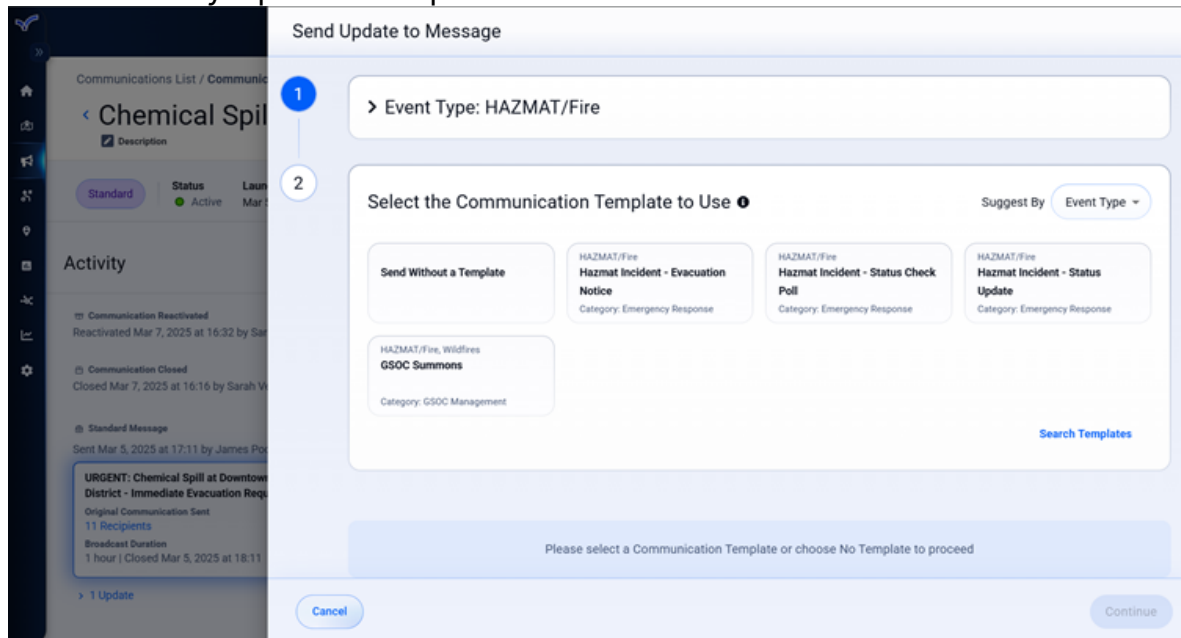 Send Update to Message
Communications List / Communic
Chemical Spil
Description
Standard
Status
Active
Laun
Mar
Activity
Communication Reactivated
Reactivated Mar 7, 2025 at 16:32 by Sar
Communication Closed
Closed Mar 7, 2025 at 16:16 by Sarah V
Standard Message
Sent Mar 5, 2025 at 17:11 by James Poo
URGENT: Chemical Spill at Downtown
District - Immediate Evacuation Requ
Original Communication Sent
11 Recipients
Broadcast Duration
1 hour | Closed Mar 5, 2025 at 18:11
> 1 Update
1
Event Type: HAZMAT/Fire
2
Select the Communication Template to Use
Suggest By
Event Type
Send Without a Template
HAZMAT/Fire
Hazmat Incident - Evacuation
Notice
Category: Emergency Response
HAZMAT/Fire
Hazmat Incident - Status Check
Poll
Category: Emergency Response
HAZMAT/Fire
Hazmat Incident - Status
Update
Category: Emergency Response
HAZMAT/Fire, Wildfires
GSOC Summons
Category: GSOC Management
Search Templates
Please select a Communication Template or choose No Template to proceed
Cancel
Continue